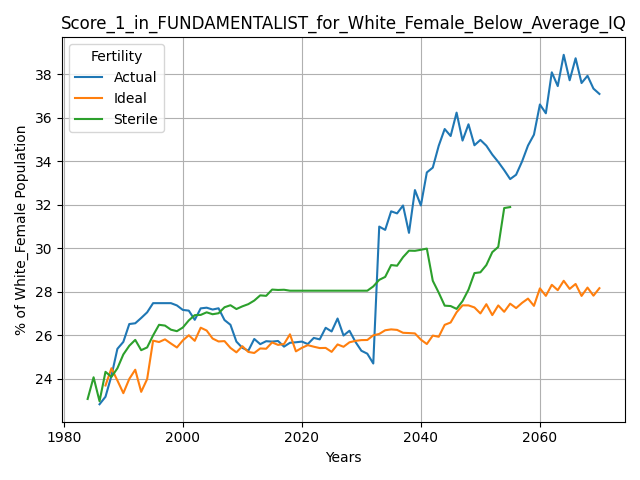 Score_1_in_FUNDAMENTALIST_for_White_Female_Below_Average_IQ
Fertility
Actual
Ideal
Sterile
% of White_Female Population
38
36
34
32
30
28
26
24
1980
2000
2020
2040
2060
Years